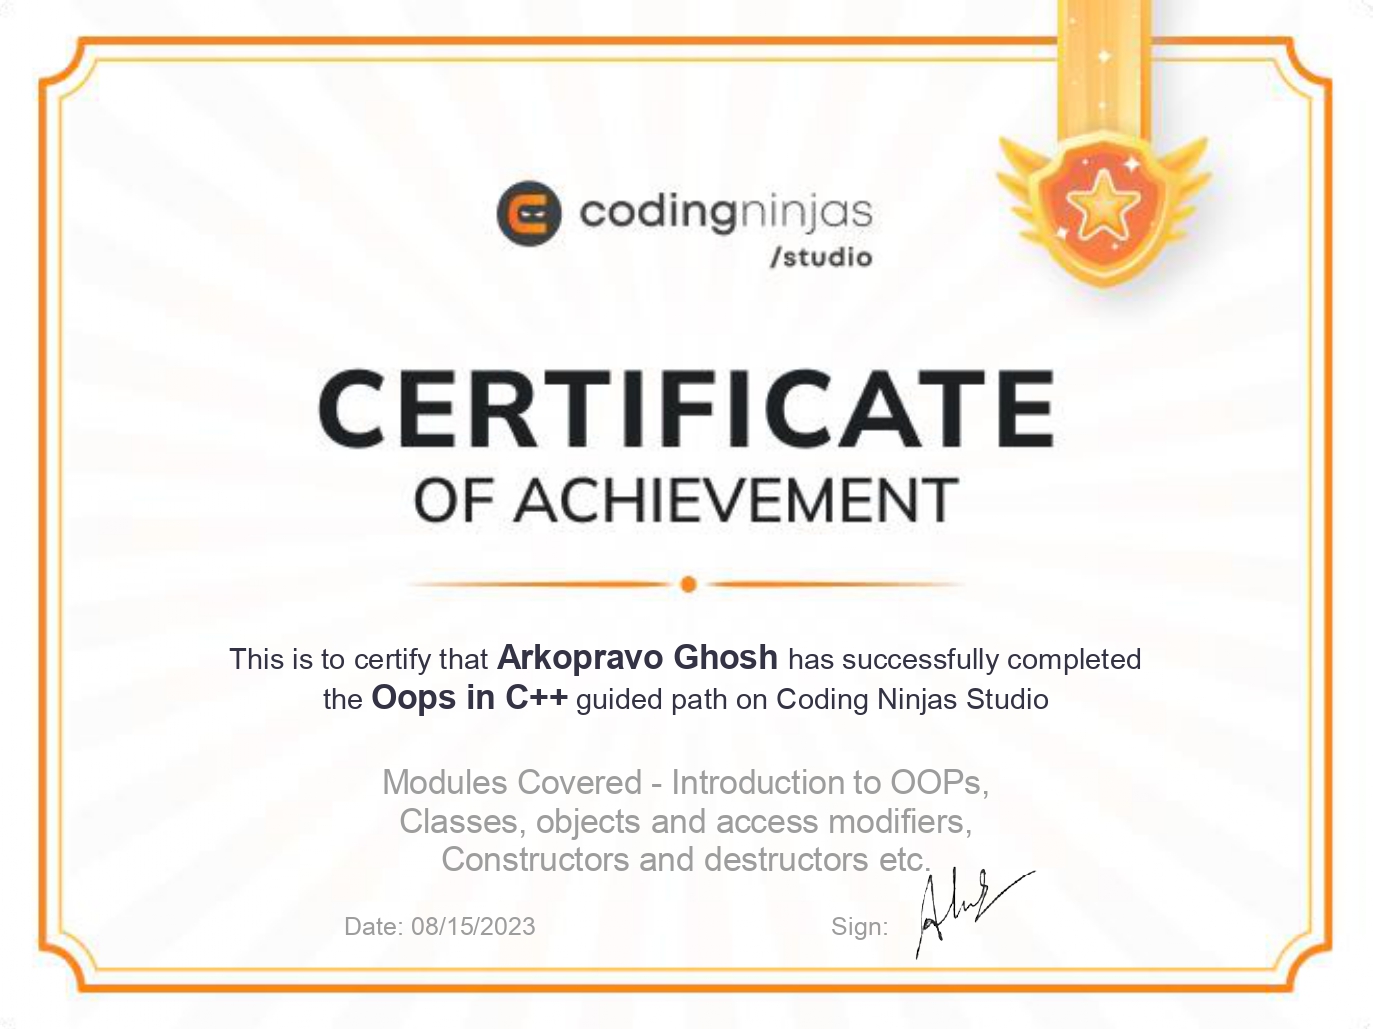 codingninjas
/studio
CERTIFICATE
OF ACHIEVEMENT
This is to certify that Arkopravo Ghosh has successfully completed
the Oops in C++ guided path on Coding Ninjas Studio
Modules Covered - Introduction to OOPs,
Classes, objects and access modifiers,
Constructors and destructors etc.
Date: 08/15/2023
Sign: